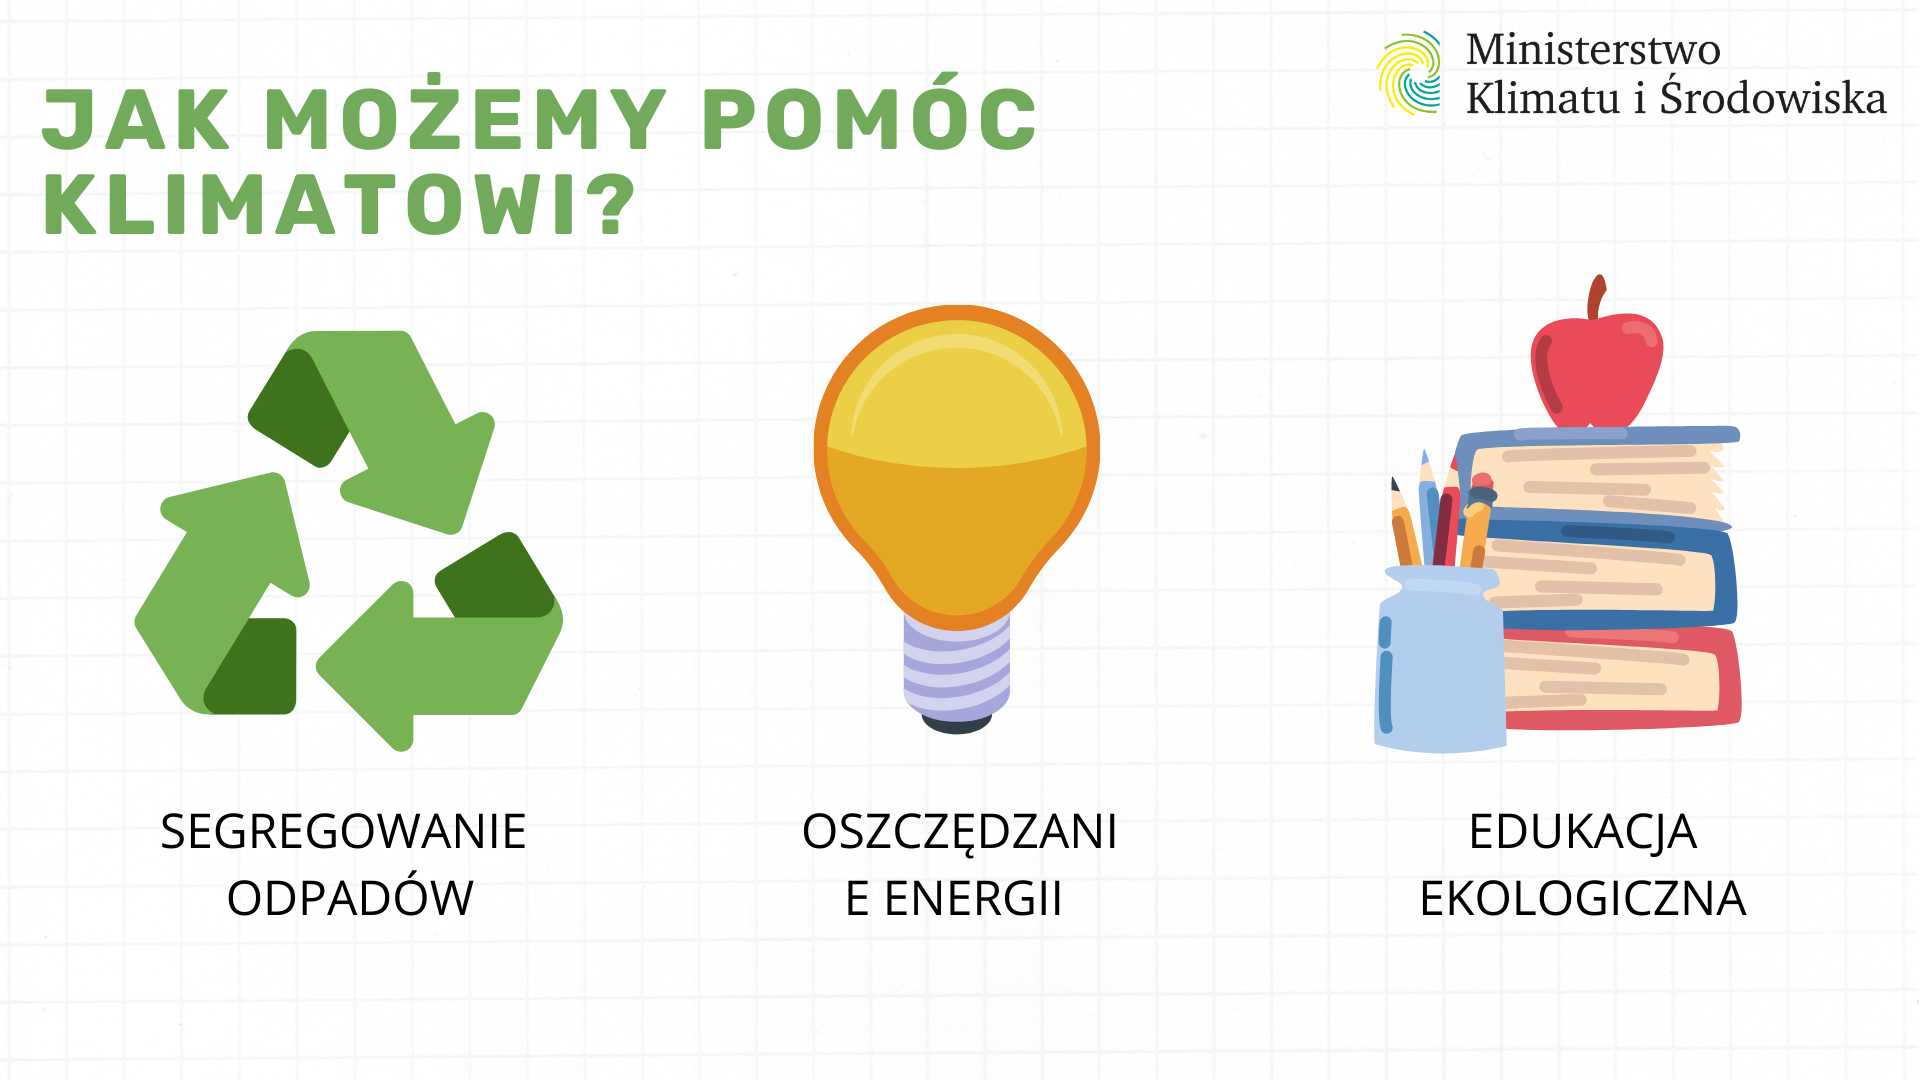 JAK MOŻEMY POMÓC
KLIMATOWI?
Ministerstwo
Klimatu i Środowiska
SEGREGOWANIE
ODPADÓW
OSZCZĘDZANI
E ENERGII
EDUKACJA
EKOLOGICZNA